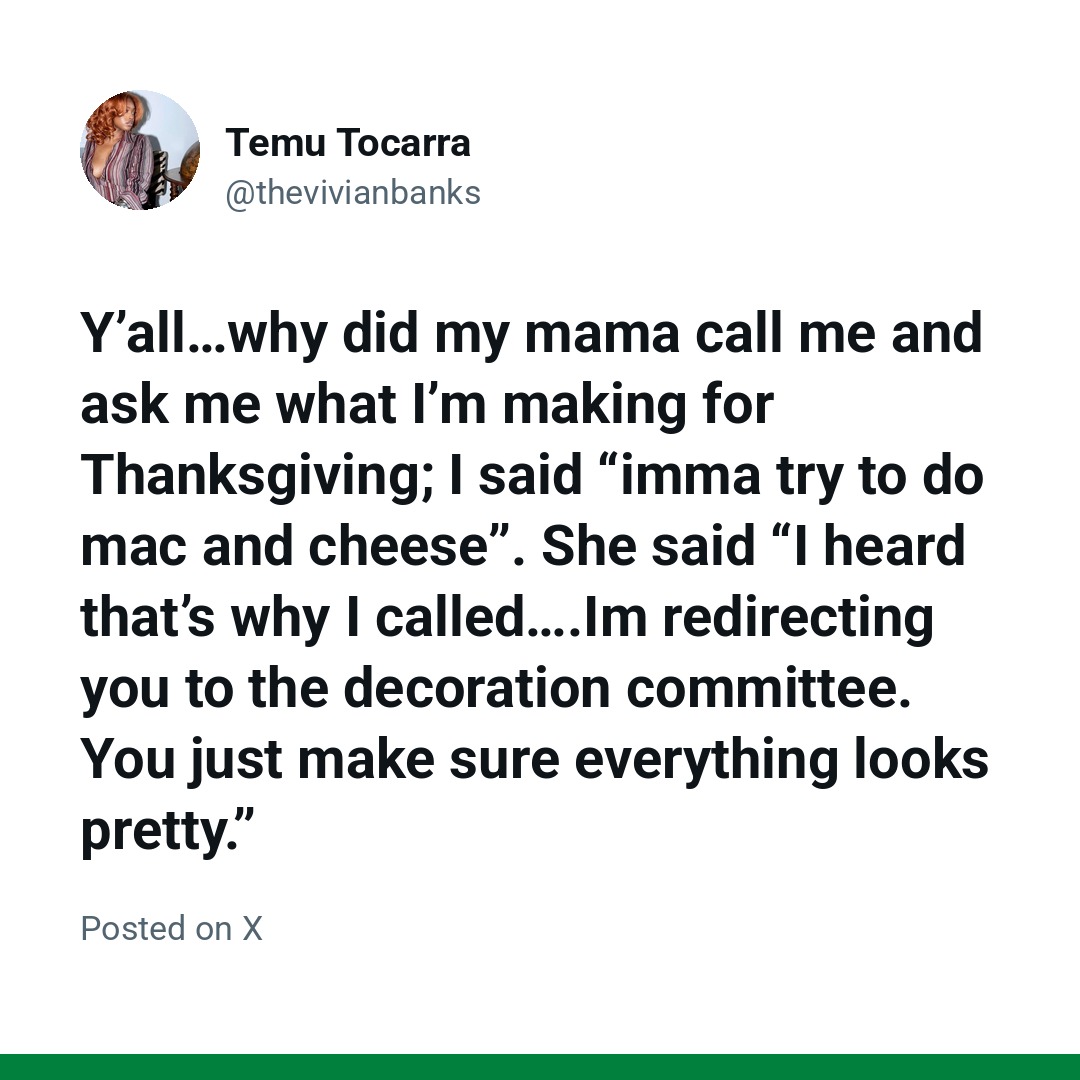 Temu Tocarra
@thevivianbanks
Y’all...why did my mama call me and
ask me what I’m making for
Thanksgiving; I said “imma try to do
mac and cheese”. She said “I heard
that’s why I called....Im redirecting
you to the decoration committee.
You just make sure everything looks
pretty.”
Posted on X